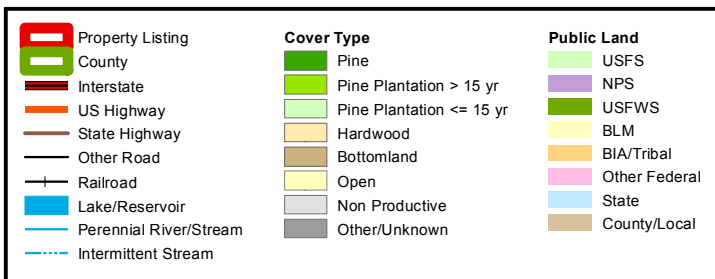 Property Listing
County
Interstate
US Highway
State Highway
Other Road
Railroad
Lake/Reservoir
Perennial River/Stream
Intermittent Stream
Cover Type
Pine
Pine Plantation > 15 yr
Pine Plantation <= 15 yr
Hardwood
Bottomland
Open
Non Productive
Other/Unknown
Public Land
USFS
NPS
USFWS
BLM
BIA/Tribal
Other Federal
State
County/Local